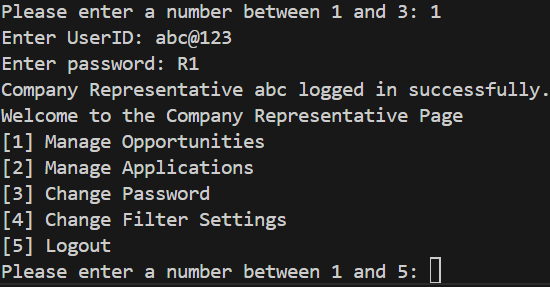 Please enter a number between 1 and 3: 1
Enter UserID: abc@123
Enter password: R1
Company Representative abc logged in successfully.
Welcome to the Company Representative Page
[1] Manage Opportunities
[2] Manage Applications
[3] Change Password
[4] Change Filter Settings
[5] Logout
Please enter a number between 1 and 5: